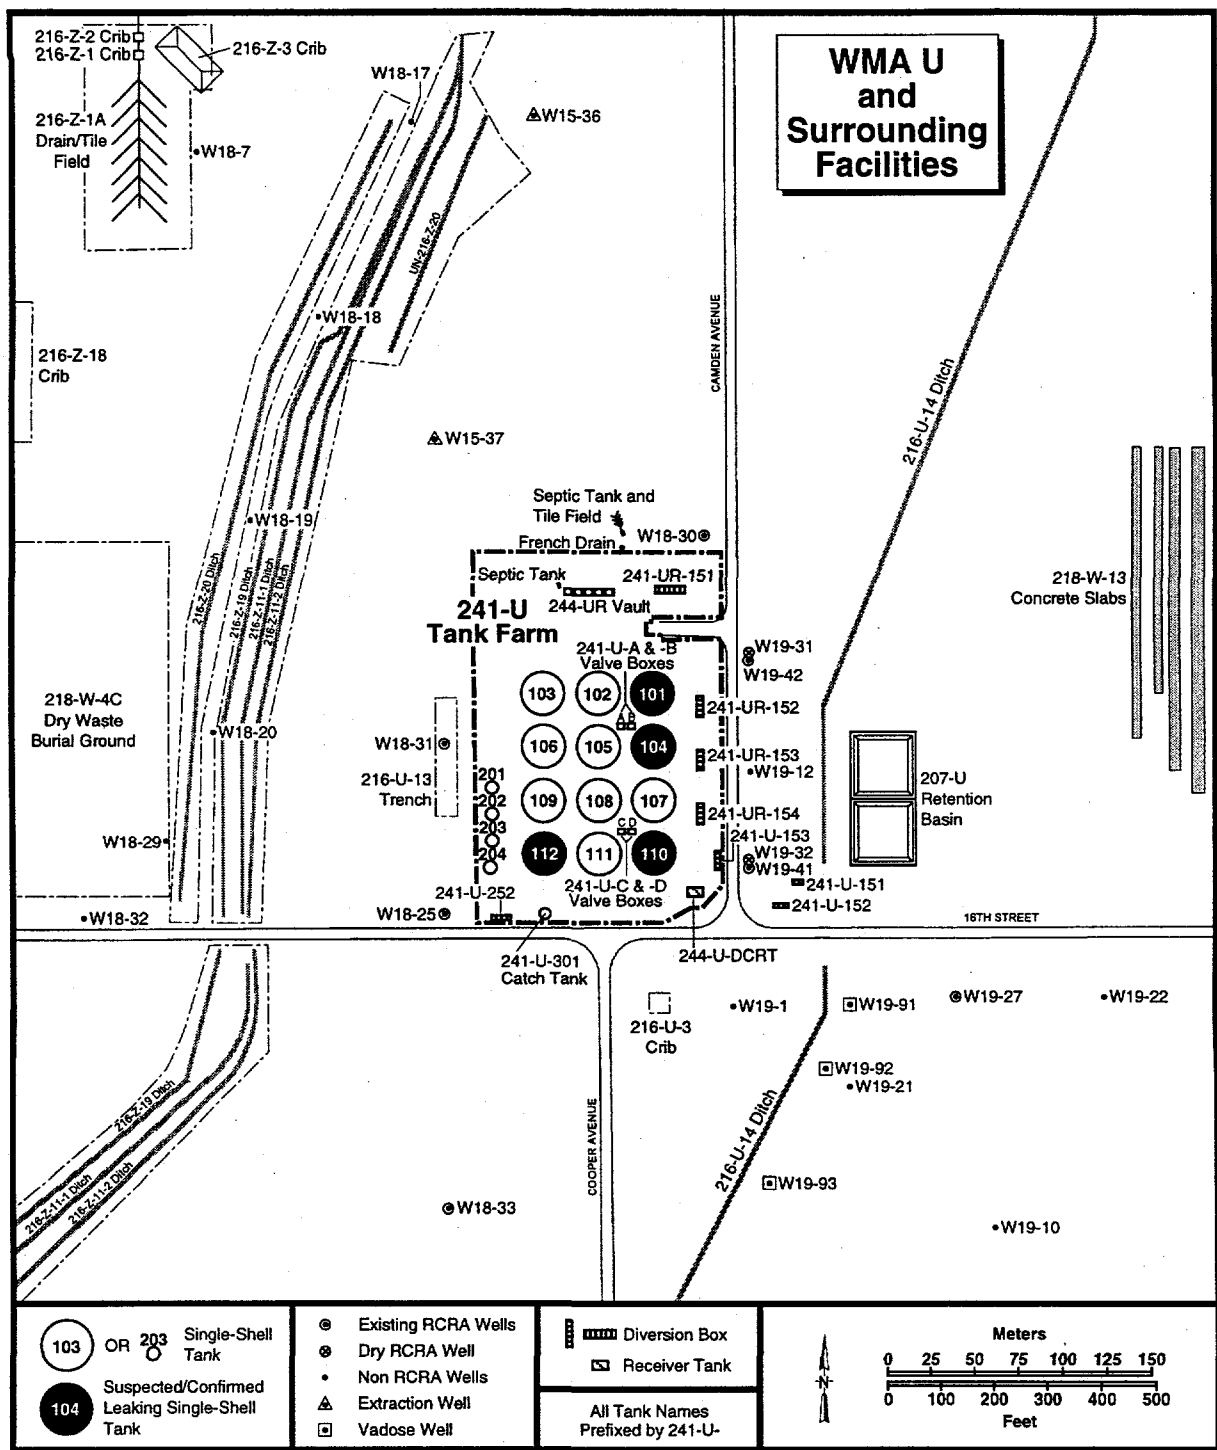 216-Z-2 Crib
216-Z-1 Crib
216-Z-3 Crib
W18-17
216-Z-1A
Drain/Tile
Field
W18-7
W15-36
WMA U
and
Surrounding
Facilities
UN-216-Z-20
W18-18
216-Z-18
Crib
CAMDEN AVENUE
216-U-14 Ditch
W15-37
Septic Tank and
Tile Field
French Drain
W18-30
W18-19
216-Z-20 Ditch
216-Z-19 Ditch
216-Z-11-1 Ditch
216-Z-11-2 Ditch
Septic Tank
241-UR-151
244-UR Vault
241-U
Tank Farm
218-W-13
Concrete Slabs
241-U-A & -B
Valve Boxes
W19-31
W19-42
218-W-4C
Dry Waste
Burial Ground
103
102
101
A B
241-UR-152
W18-20
W18-31
106
105
104
241-UR-153
W19-12
216-U-13
Trench
201
202
203
204
109
108
107
241-UR-154
207-U
Retention
Basin
C D
241-U-153
W18-29
112
111
110
W19-32
W19-41
241-U-252
241-U-C & -D
Valve Boxes
241-U-151
241-U-152
W18-32
W18-25
16TH STREET
241-U-301
Catch Tank
244-U-DCRT
216-U-3
Crib
W19-1
W19-91
W19-27
W19-22
W19-92
W19-21
216-Z-19 Ditch
216-Z-11-1 Ditch
216-Z-11-2 Ditch
COOPER AVENUE
216-U-14 Ditch
W19-93
W18-33
W19-10
103 OR 203 Single-Shell
Tank
104 Suspected/Confirmed
Leaking Single-Shell
Tank
Existing RCRA Wells
Dry RCRA Well
Non RCRA Wells
Extraction Well
Vadose Well
Diversion Box
Receiver Tank
All Tank Names
Prefixed by 241-U-
N
Meters
0 25 50 75 100 125 150
0 100 200 300 400 500
Feet